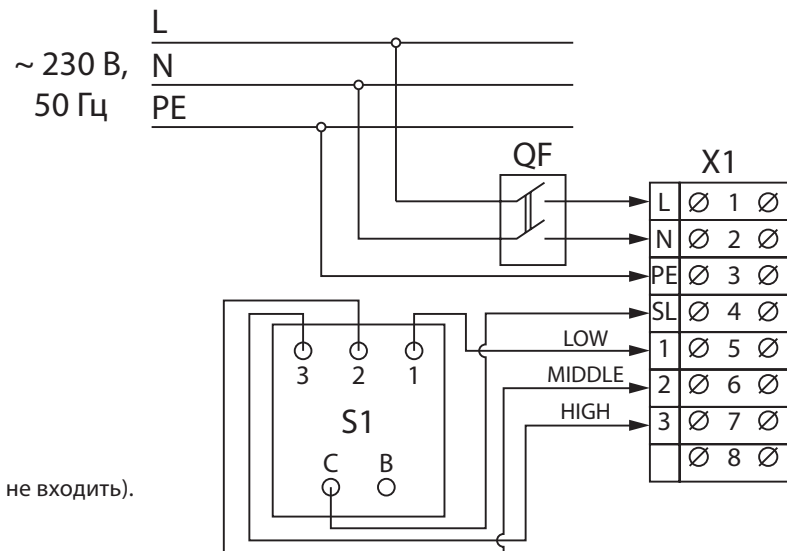 L
~ 230 В, N
50 Гц PE
QF
X1
L 1
N 2
PE 3
SL 4
LOW 1 5
MIDDLE 2 6
HIGH 3 7
8
3 2 1
S1
C B
не входить).